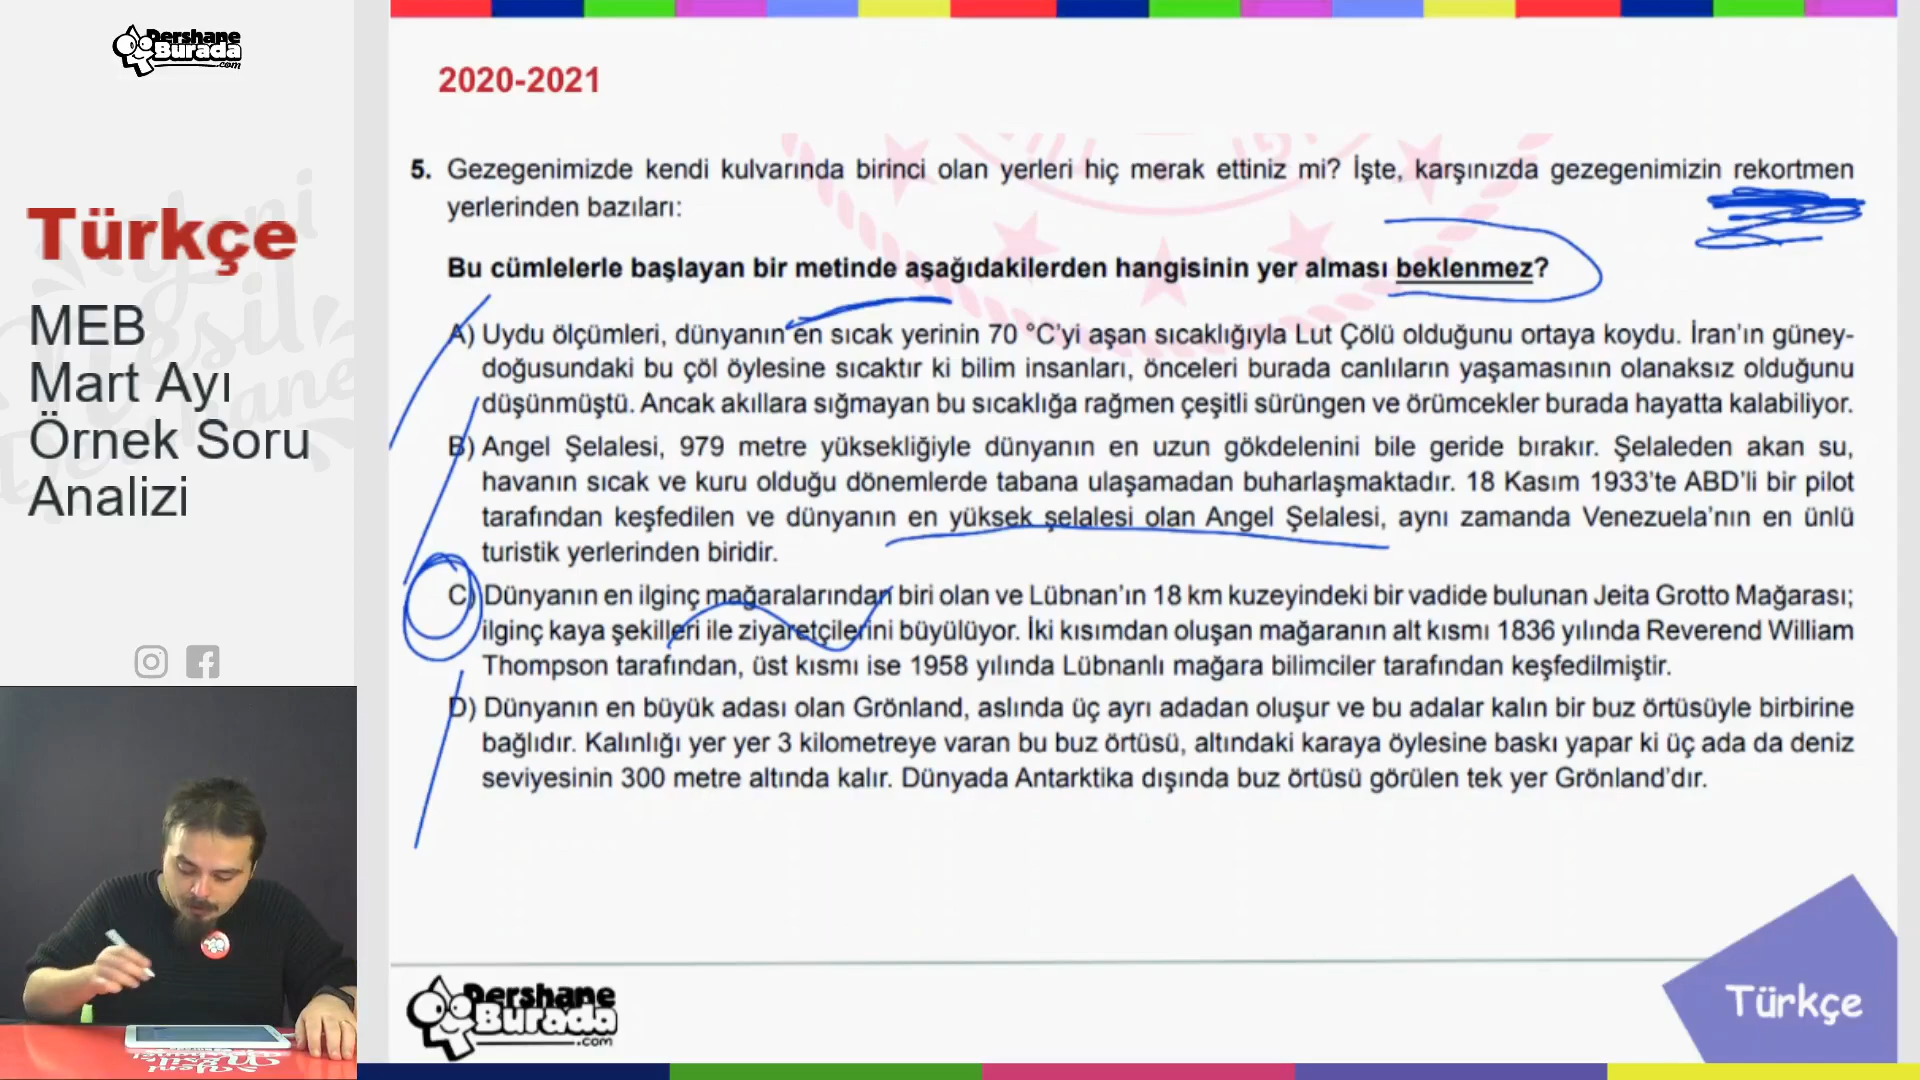 Dershane
Burada
.com
Türkçe
MEB
Mart Ayı
Örnek Soru
Analizi
2020-2021
5. Gezegenimizde kendi kulvarında birinci olan yerleri hiç merak ettiniz mi? İşte, karşınızda gezegenimizin rekortmen
yerlerinden bazıları:
Bu cümlelerle başlayan bir metinde aşağıdakilerden hangisinin yer alması beklenmez?
A) Uydu ölçümleri, dünyanın en sıcak yerinin 70 °C'yi aşan sıcaklığıyla Lut Çölü olduğunu ortaya koydu. İran'ın güney-
doğusundaki bu çöl öylesine sıcaktır ki bilim insanları, önceleri burada canlıların yaşamasının olanaksız olduğunu
düşünmüştü. Ancak akıllara sığmayan bu sıcaklığa rağmen çeşitli sürüngen ve örümcekler burada hayatta kalabiliyor.
B) Angel Şelalesi, 979 metre yüksekliğiyle dünyanın en uzun gökdelenini bile geride bırakır. Şelaleden akan su,
havanın sıcak ve kuru olduğu dönemlerde tabana ulaşamadan buharlaşmaktadır. 18 Kasım 1933'te ABD'li bir pilot
tarafından keşfedilen ve dünyanın en yüksek şelalesi olan Angel Şelalesi, aynı zamanda Venezuela'nın en ünlü
turistik yerlerinden biridir.
C) Dünyanın en ilginç mağaralarından biri olan ve Lübnan'ın 18 km kuzeyindeki bir vadide bulunan Jeita Grotto Mağarası;
ilginç kaya şekilleri ile ziyaretçilerini büyülüyor. İki kısımdan oluşan mağaranın alt kısmı 1836 yılında Reverend William
Thompson tarafından, üst kısmı ise 1958 yılında Lübnanlı mağara bilimciler tarafından keşfedilmiştir.
D) Dünyanın en büyük adası olan Grönland, aslında üç ayrı adadan oluşur ve bu adalar kalın bir buz örtüsüyle birbirine
bağlıdır. Kalınlığı yer yer 3 kilometreye varan bu buz örtüsü, altındaki karaya öylesine baskı yapar ki üç ada da deniz
seviyesinin 300 metre altında kalır. Dünyada Antarktika dışında buz örtüsü görülen tek yer Grönland'dır.
Dershane
Burada
.com
Türkçe